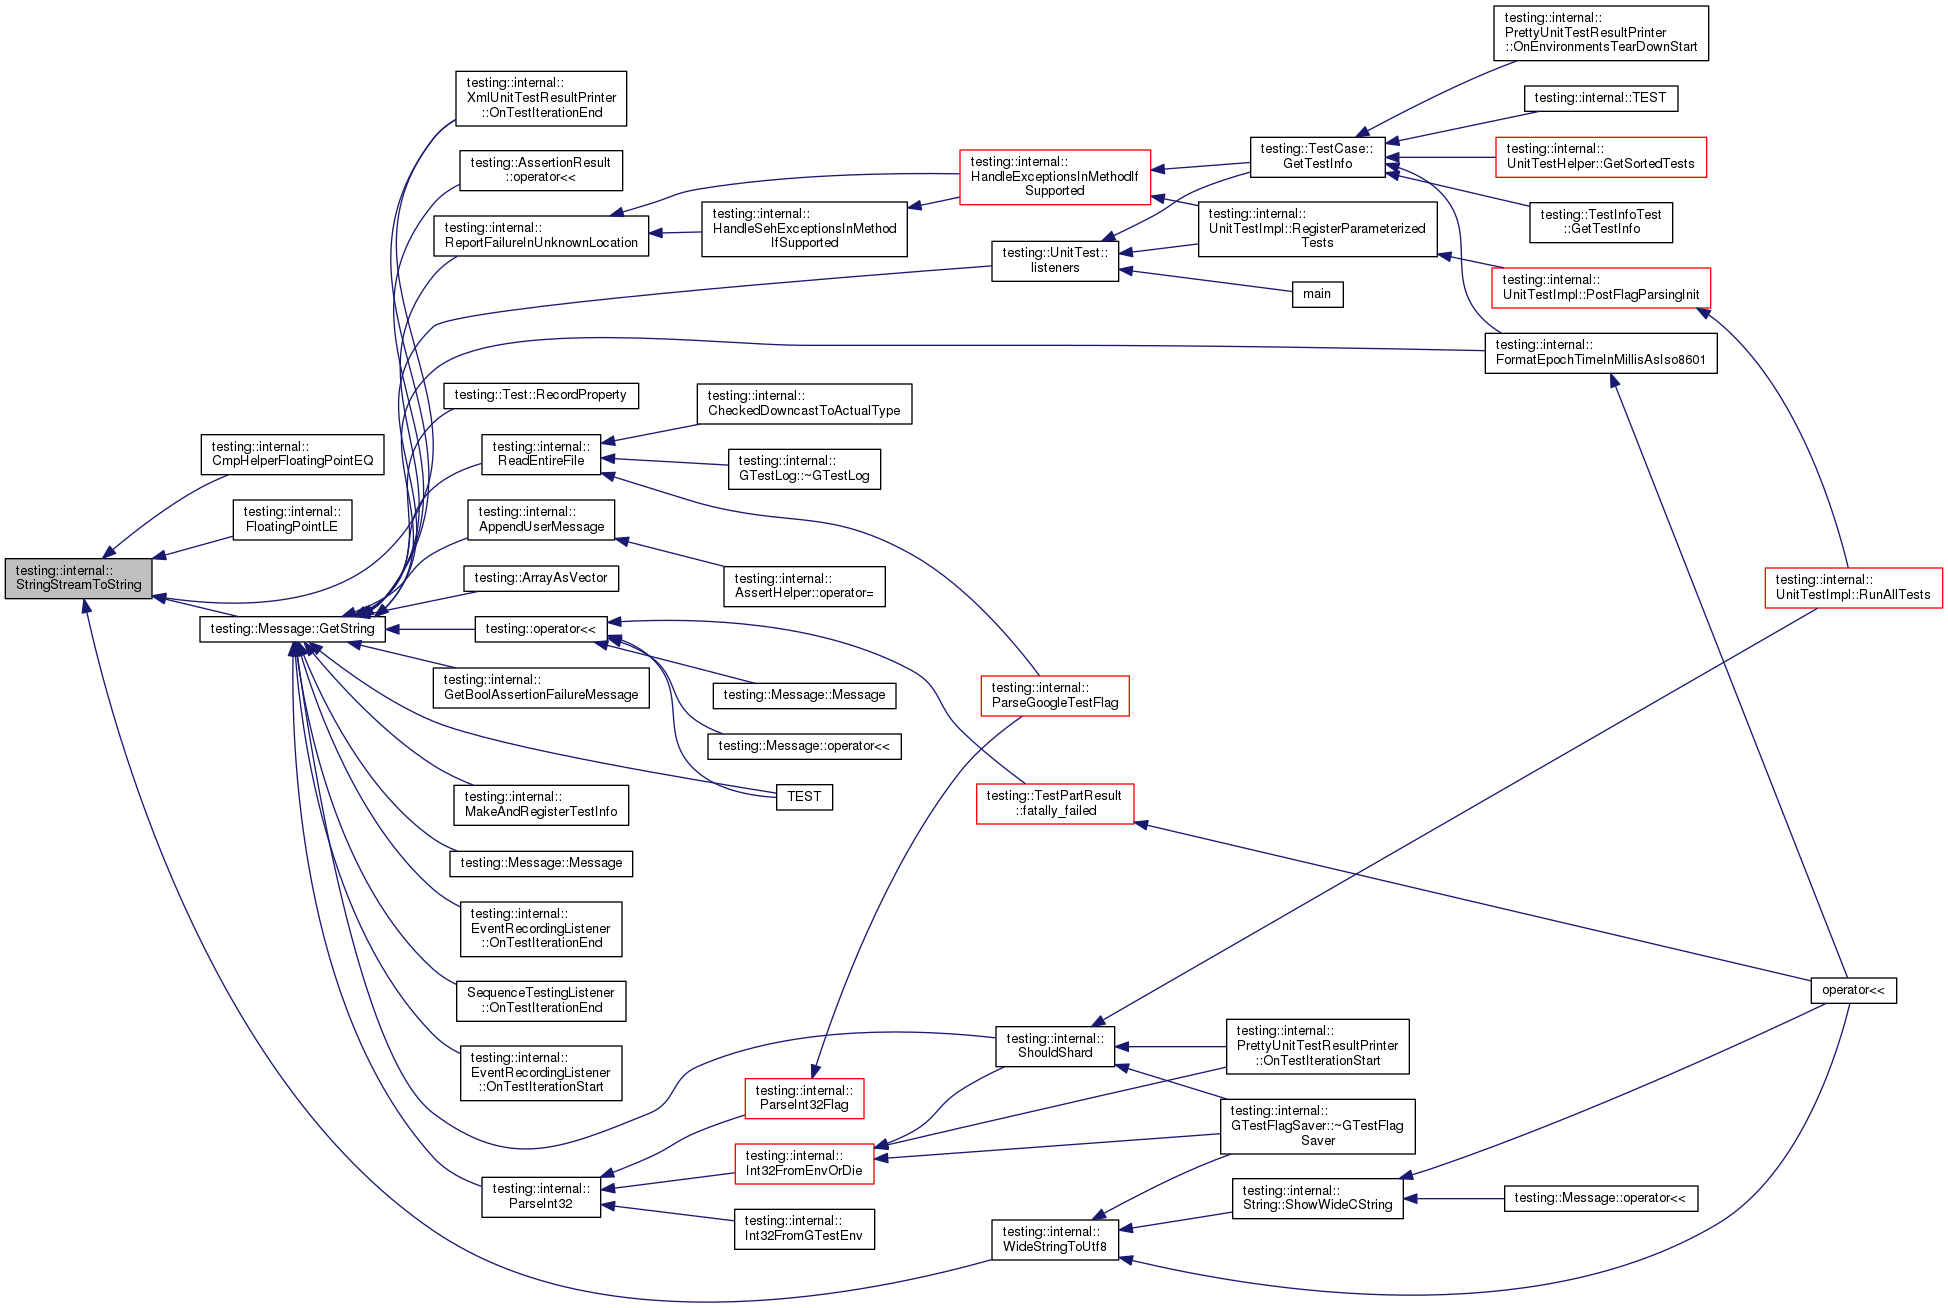 testing::internal::
StringStreamToString
testing::internal::
CmpHelperFloatingPointEQ
testing::internal::
FloatingPointLE
testing::Message::GetString
testing::internal::
XmlUnitTestResultPrinter
::OnTestIterationEnd
testing::AssertionResult
::operator<<
testing::internal::
ReportFailureInUnknownLocation
testing::Test::RecordProperty
testing::internal::
ReadEntireFile
testing::internal::
AppendUserMessage
testing::ArrayAsVector
testing::operator<<
testing::internal::
GetBoolAssertionFailureMessage
testing::internal::
MakeAndRegisterTestInfo
testing::Message::Message
testing::internal::
EventRecordingListener
::OnTestIterationEnd
SequenceTestingListener
::OnTestIterationEnd
testing::internal::
EventRecordingListener
::OnTestIterationStart
testing::internal::
ParseInt32
testing::internal::
HandleSehExceptionsInMethod
IfSupported
testing::internal::
CheckedDowncastToActualType
testing::internal::
GTestLog::~GTestLog
testing::internal::
AssertHelper::operator=
testing::Message::Message
testing::Message::operator<<
TEST
testing::internal::
ParseInt32Flag
testing::internal::
Int32FromEnvOrDie
testing::internal::
Int32FromGTestEnv
testing::internal::
HandleExceptionsInMethodIf
Supported
testing::UnitTest::
listeners
testing::internal::
ParseGoogleTestFlag
testing::TestPartResult
::fatally_failed
testing::internal::
ShouldShard
testing::internal::
WideStringToUtf8
testing::TestCase::
GetTestInfo
testing::internal::
UnitTestImpl::RegisterParameterized
Tests
main
testing::internal::
PrettyUnitTestResultPrinter
::OnTestIterationStart
testing::internal::
GTestFlagSaver::~GTestFlag
Saver
testing::internal::
String::ShowWideCString
testing::internal::
PrettyUnitTestResultPrinter
::OnEnvironmentsTearDownStart
testing::internal::TEST
testing::internal::
UnitTestHelper::GetSortedTests
testing::TestInfoTest
::GetTestInfo
testing::internal::
UnitTestImpl::PostFlagParsingInit
testing::internal::
FormatEpochTimeInMillisAsIso8601
testing::Message::operator<<
testing::internal::
UnitTestImpl::RunAllTests
operator<<